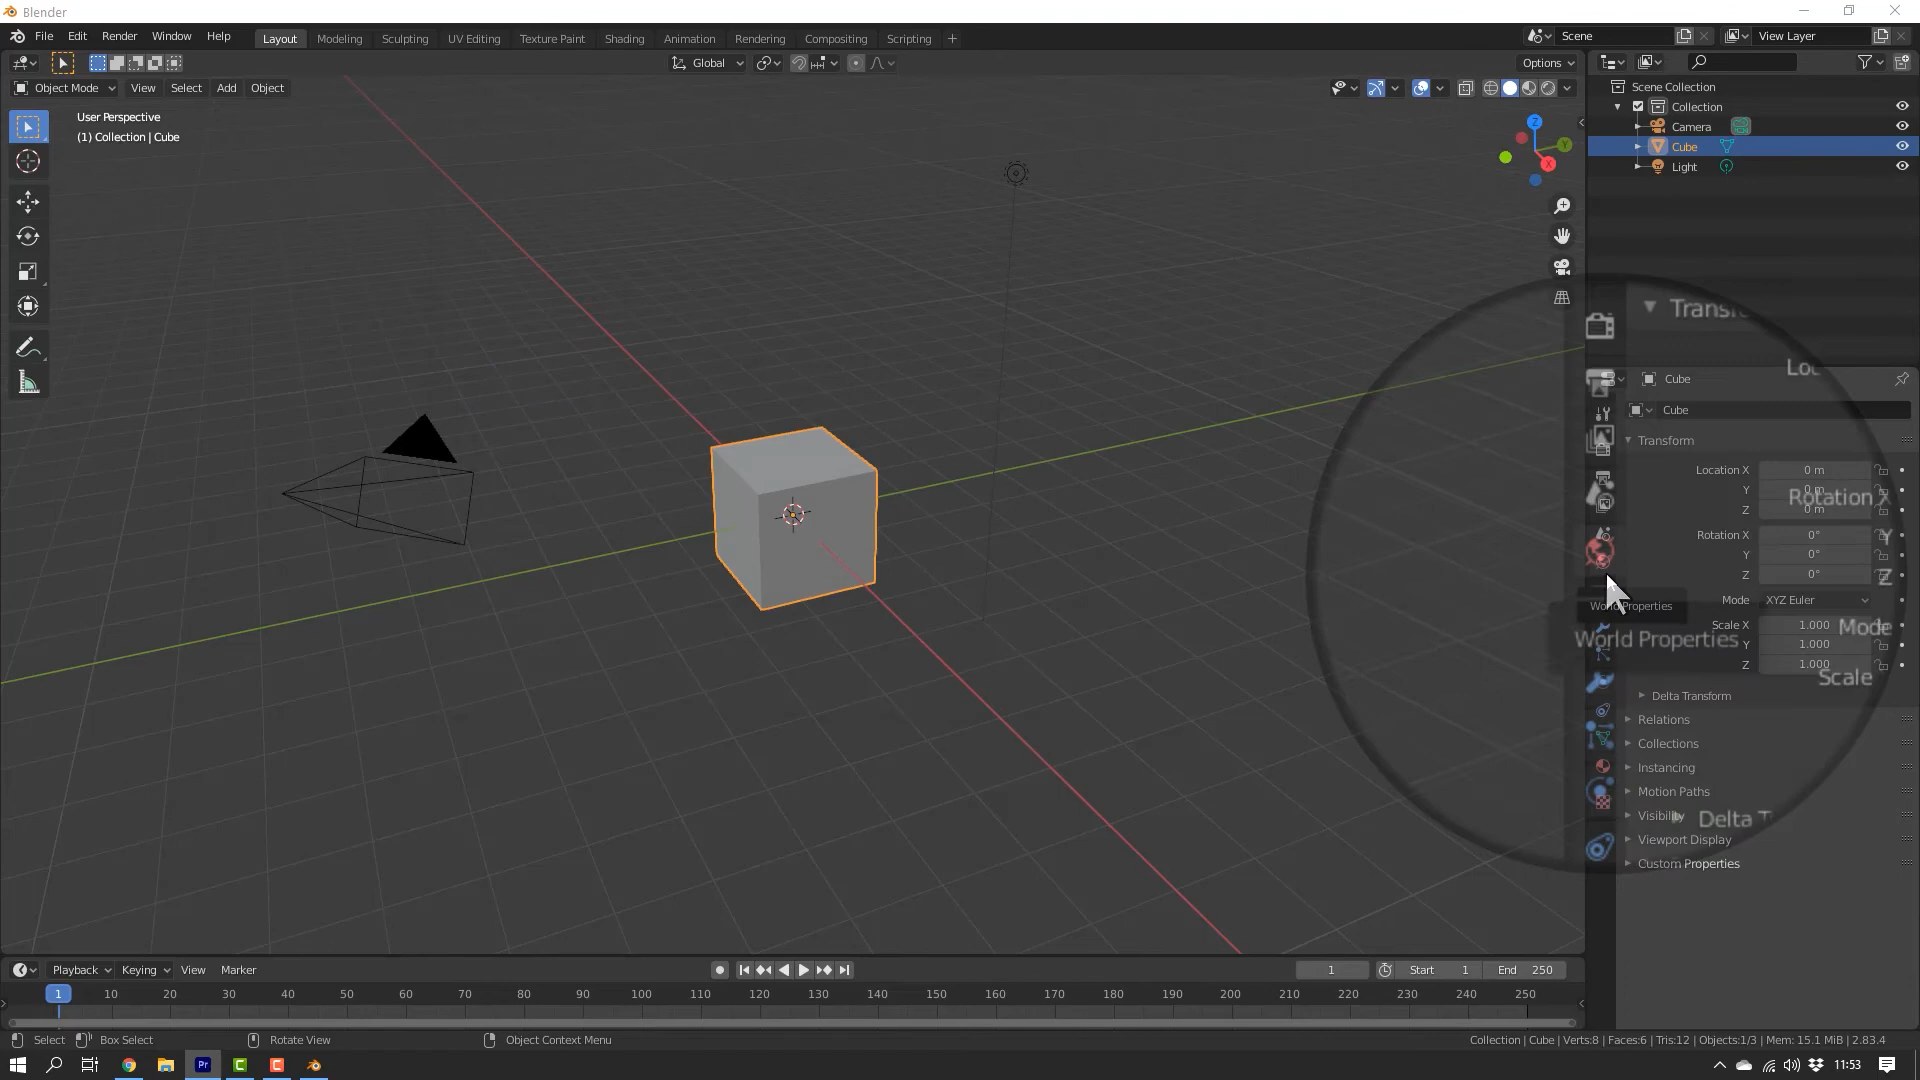 Blender
File Edit Render Window Help
Layout Modeling Sculpting UV Editing Texture Paint Shading Animation Rendering Compositing Scripting +
Scene
View Layer
Global
Options
Object Mode View Select Add Object
User Perspective
(1) Collection | Cube
Z
Y
X
Scene Collection
Collection
Camera
Cube
Light
Cube
Cube
Transform
Location X 0 m
Y 0 m
Z 0 m
Rotation X 0°
Y 0°
Z 0°
Mode XYZ Euler
Scale X 1.000
Y 1.000
Z 1.000
Delta Transform
Relations
Collections
Instancing
Motion Paths
Visibility
Viewport Display
Custom Properties
World Properties
World Properties
Rotation X
Y
Z
Mode
Scale
Playback Keying View Marker
1
Start 1
End 250
1 10 20 30 40 50 60 70 80 90 100 110 120 130 140 150 160 170 180 190 200 210 220 230 240 250
Select Box Select Rotate View Object Context Menu
Collection | Cube | Verts:8 | Faces:6 | Tris:12 | Objects:1/3 | Mem: 15.1 MiB | 2.83.4
Pr
11:53